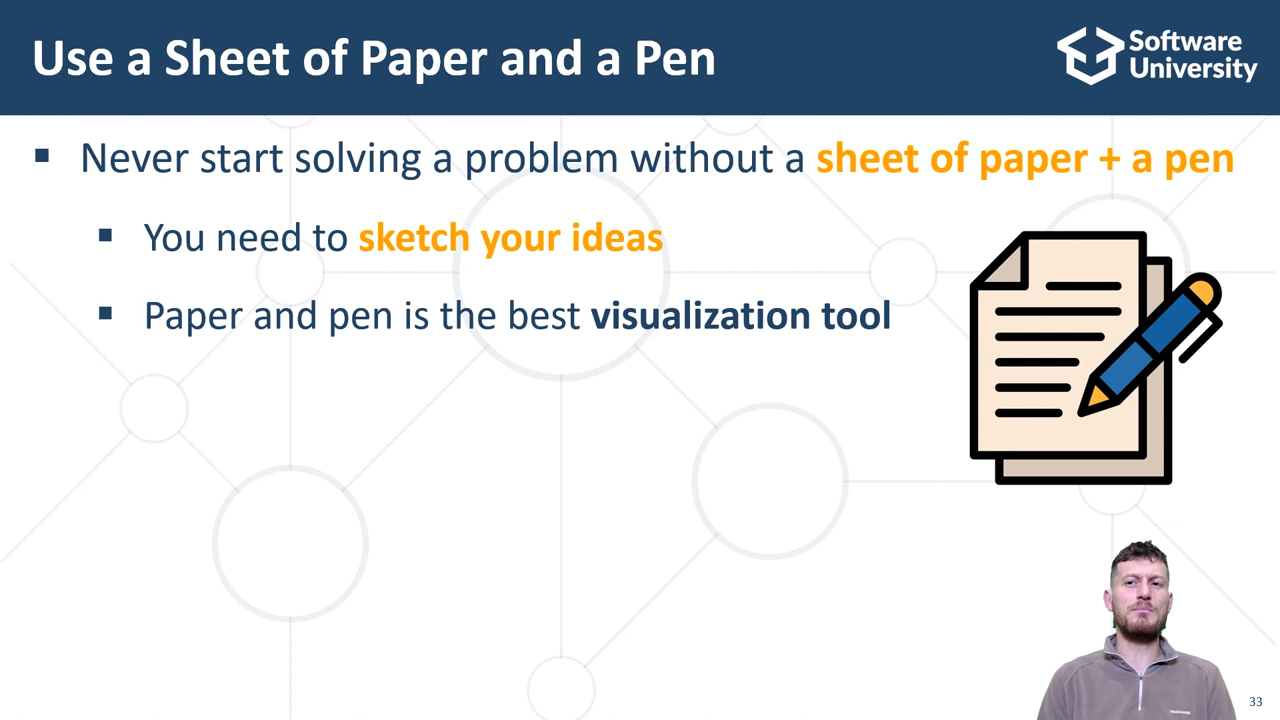 Use a Sheet of Paper and a Pen
Software
University
▪ Never start solving a problem without a sheet of paper + a pen
▪ You need to sketch your ideas
▪ Paper and pen is the best visualization tool
33